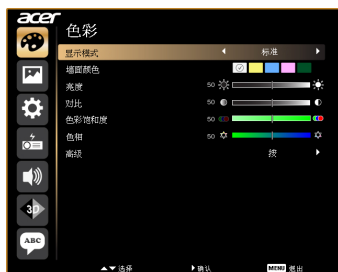 acer
色彩
显示模式 标准
墙面颜色
亮度 50
对比 50
色彩饱和度 50
色相 50
高级 按
3D
ABC
选择 确认 MENU 退出